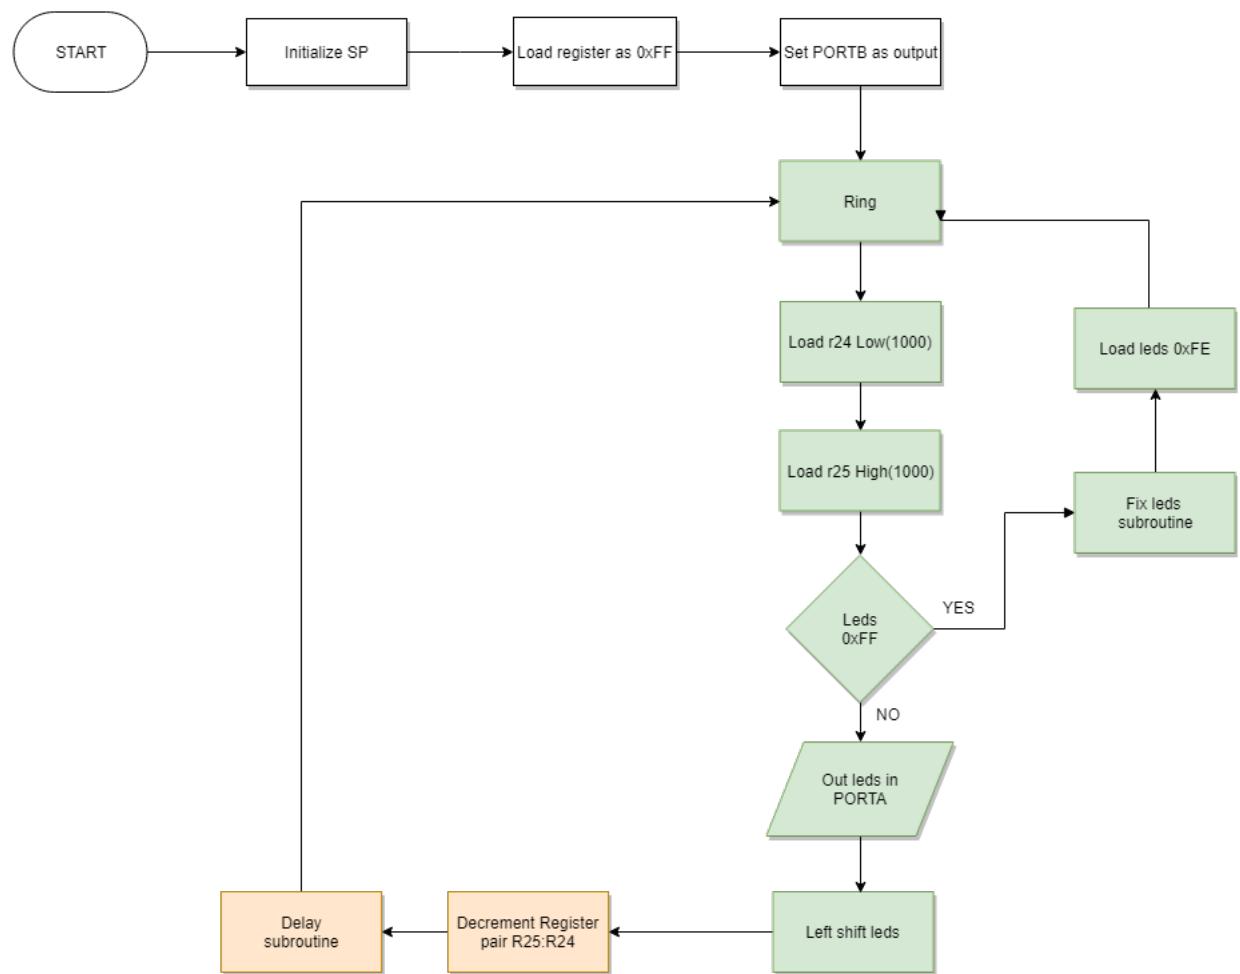 START
Initialize SP
Load register as 0xFF
Set PORTB as output
Ring
Load r24 Low(1000)
Load leds 0xFE
Load r25 High(1000)
Fix leds
subroutine
Leds
0xFF
YES
NO
Out leds in
PORTA
Left shift leds
Decrement Register
pair R25:R24
Delay
subroutine